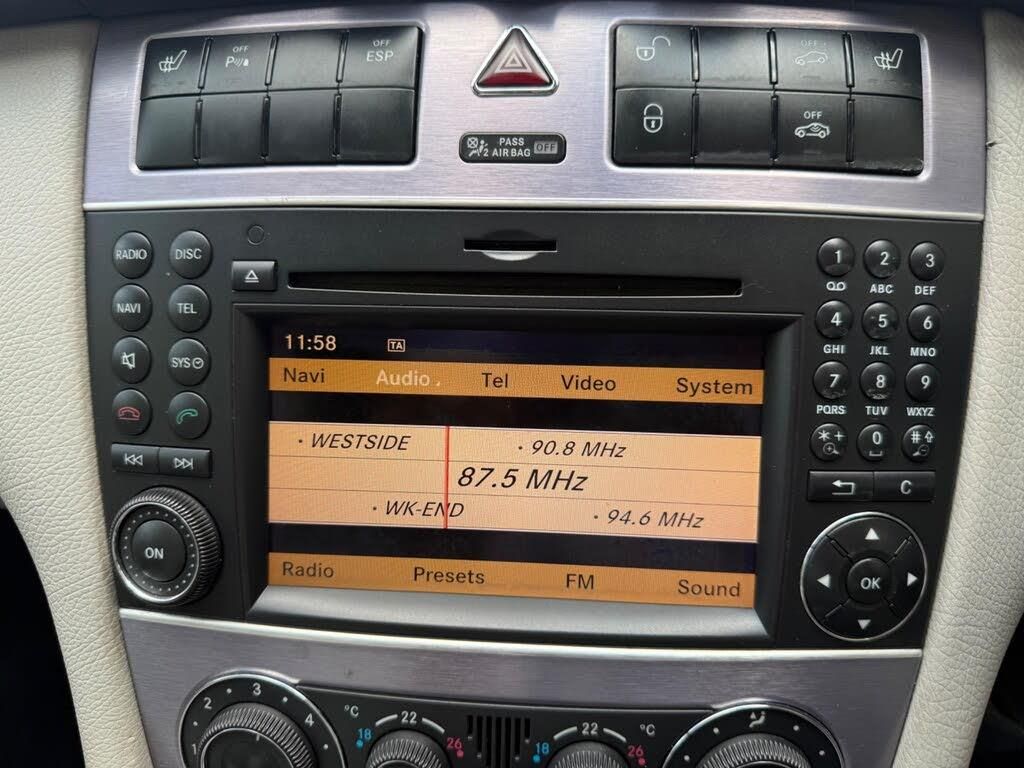 OFF
P
OFF
ESP
OFF
OFF
PASS
2 AIRBAG OFF
RADIO
DISC
NAVI
TEL
SYS
ON
11:58
TA
Navi Audio Tel Video System
WESTSIDE
90.8 MHz
87.5 MHz
WK-END
94.6 MHz
Radio Presets FM Sound
1 2 3
ABC DEF
4 5 6
GHI JKL MNO
7 8 9
PQRS TUV WXYZ
*+ 0 #
C
OK
1 2 3 4
°C
18 22 26
18 22 26
°C